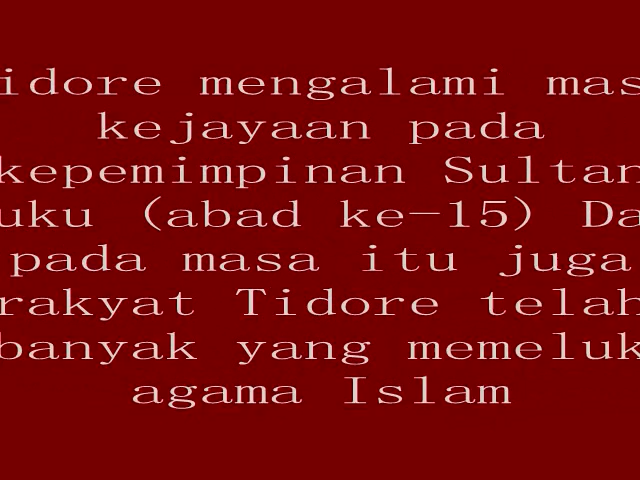 idore mengalami mas
kejayaan pada
kepemimpinan Sultan
uku (abad ke-15) Da
pada masa itu juga
rakyat Tidore telah
banyak yang memeluk
agama Islam